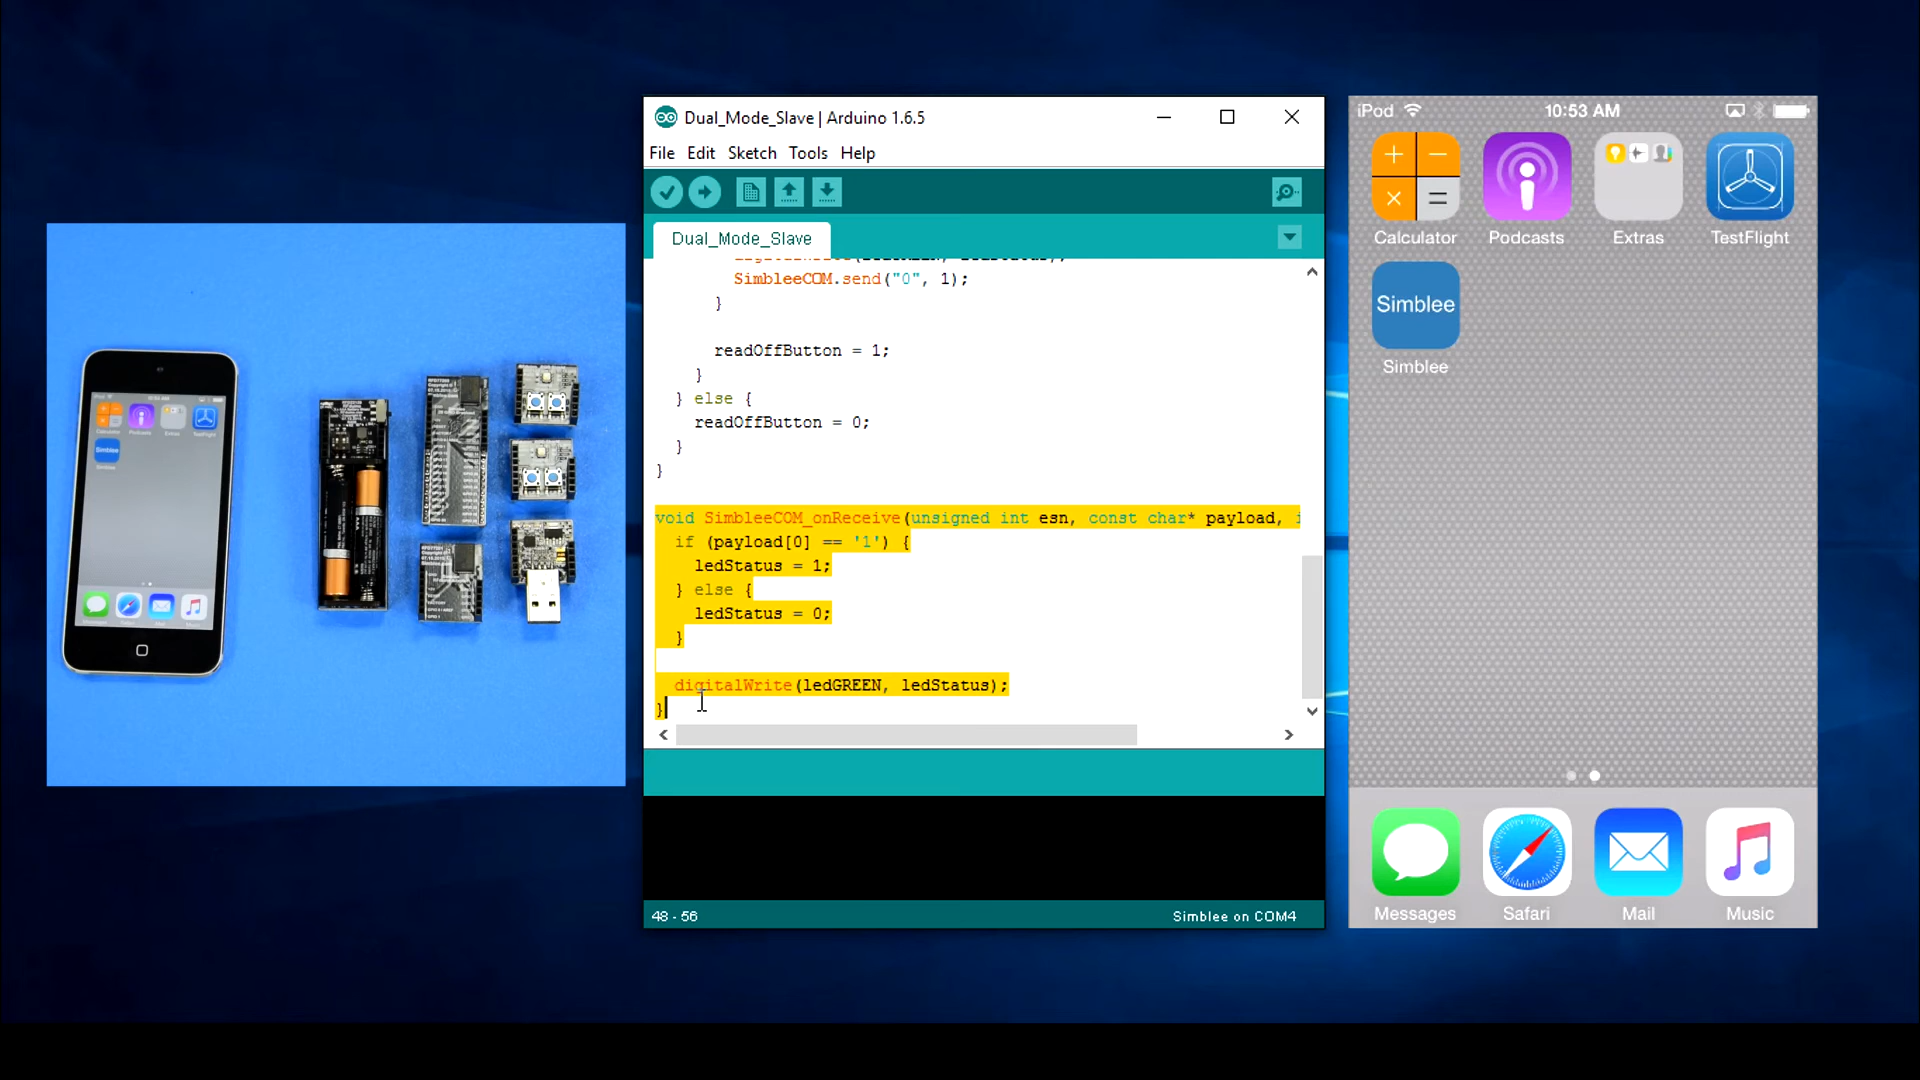 Dual_Mode_Slave | Arduino 1.6.5
File Edit Sketch Tools Help
Dual_Mode_Slave
SimbleeCOM.send("0", 1);
}
readOffButton = 1;
}
} else {
readOffButton = 0;
}
}
void SimbleeCOM_onReceive(unsigned int esn, const char* payload, i
if (payload[0] == '1') {
ledStatus = 1;
} else {
ledStatus = 0;
}
digitalWrite(ledGREEN, ledStatus);
}
48 - 56
Simblee on COM4
iPod 10:53 AM
Calculator Podcasts Extras TestFlight
Simblee
Simblee
Messages Safari Mail Music